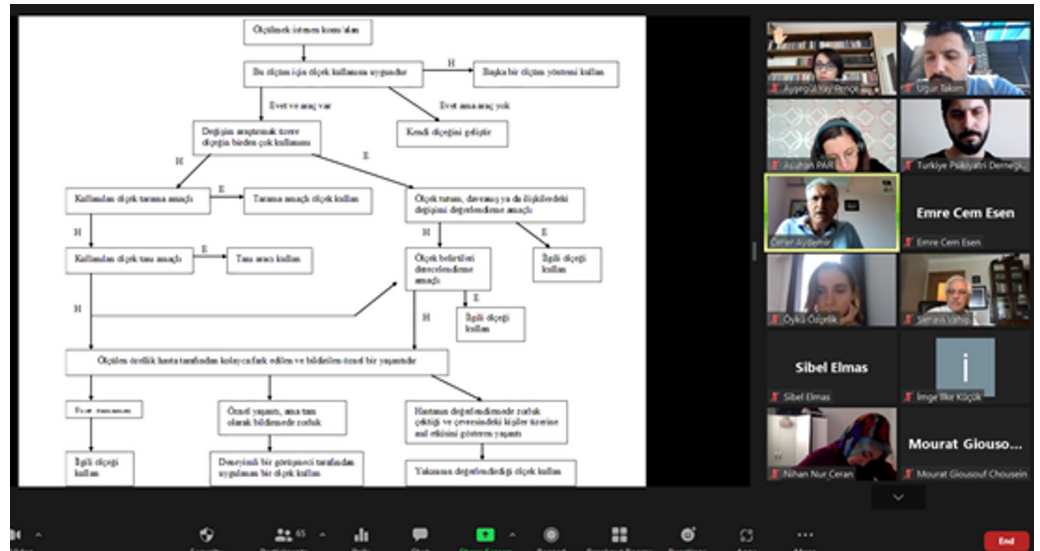 Ölçülmek istenen konu/alan
Bu ölçüm için ölçek kullanımı uygundur
H
Başka bir ölçüm yöntemi kullan
Evet ve araç var
Evet ama araç yok
Değişim araştırmak üzere
ölçeğin birden çok kullanımı
Kendi ölçeğini geliştir
H
E
Kullanılan ölçek tarama amaçlı
E
Tarama amaçlı ölçek kullan
Ölçek tutum, davranış ya da ilişkilerdeki
değişimi değerlendirme amaçlı
H
H
E
Kullanılan ölçek tanı amaçlı
E
Tanı aracı kullan
Ölçek belirtileri
derecelendirme
amaçlı
İlgili ölçeği
kullan
H
E
H
İlgili ölçeği
kullan
Ölçülen özellik hasta tarafından kolayca fark edilen ve bildirilen öznel bir yaşantıdır
Evet
Öznel yaşantı, ama tam
olarak bildirmede zorluk
Hastanın değerlendirmede zorluk
çektiği ve çevresindeki kişiler üzerine
asıl etkisini gösteren yaşantı
İlgili ölçeği
kullan
Deneyimli bir görüşmeci tarafından
uygulanan bir ölçek kullan
Yakınının değerlendirdiği ölçek kullan
Ayşegül Yay Pençe
Uğur Takım
Asuhan PAR
Türkiye Psikiyatri Derneği...
Ömer Aydemir
Emre Cem Esen
Emre Cem Esen
Öykü Özçelik
Simavi Vahip
Sibel Elmas
Sibel Elmas
i
İmge İlke Küçük
Nihan Nur Ceran
Mourat Giouso...
Mourat Giousouf Chousein
65
End